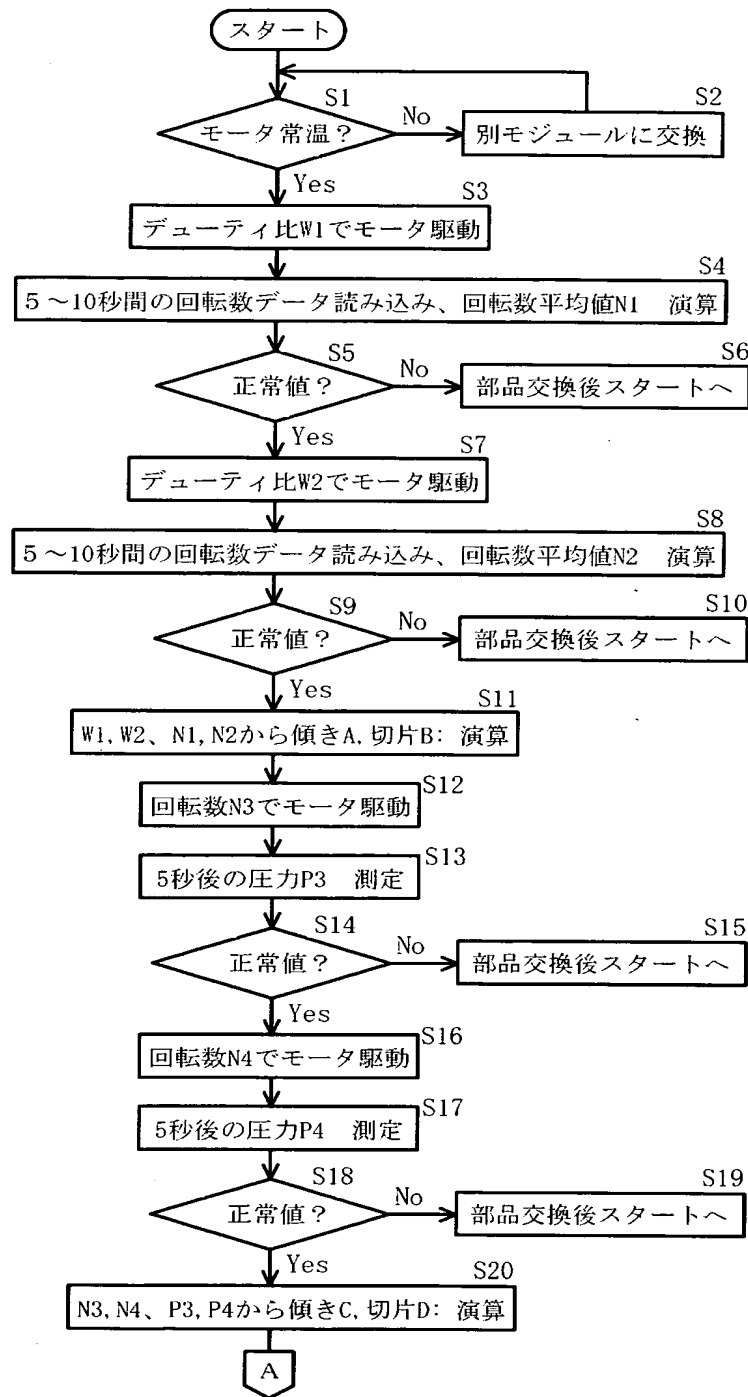 スタート
S1
モータ常温?
No
S2
別モジュールに交換
Yes
S3
デューティ比W1でモータ駆動
S4
5~10秒間の回転数データ読み込み、回転数平均値N1 演算
S5
正常値?
No
S6
部品交換後スタートへ
Yes
S7
デューティ比W2でモータ駆動
S8
5~10秒間の回転数データ読み込み、回転数平均値N2 演算
S9
正常値?
No
S10
部品交換後スタートへ
Yes
S11
W1,W2、N1,N2から傾きA,切片B: 演算
S12
回転数N3でモータ駆動
S13
5秒後の圧力P3 測定
S14
正常値?
No
S15
部品交換後スタートへ
Yes
S16
回転数N4でモータ駆動
S17
5秒後の圧力P4 測定
S18
正常値?
No
S19
部品交換後スタートへ
Yes
S20
N3,N4、P3,P4から傾きC,切片D: 演算
A